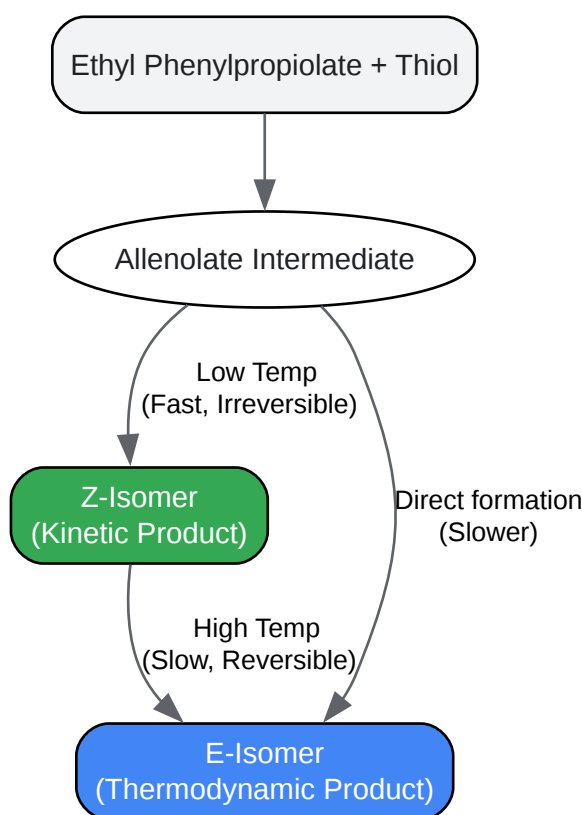 Ethyl Phenylpropiolate + Thiol
Allenolate Intermediate
Low Temp
(Fast, Irreversible)
Z-Isomer
(Kinetic Product)
Direct formation
(Slower)
High Temp
(Slow, Reversible)
E-Isomer
(Thermodynamic Product)